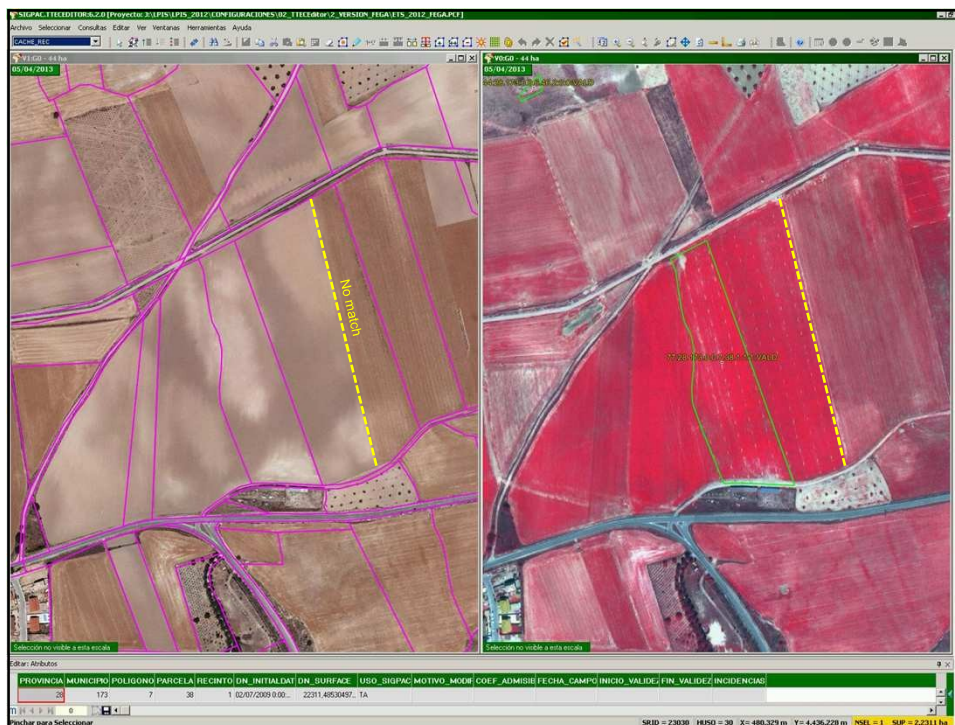 SIGPAC.TTECEDITOR:6.2.0 [Proyecto: J:\LPIS\LPIS_2012\CONFIGURACIONES\02_TTECEditor\2_VERSION_FEGA\ETS_2012_FEGA.PCF]
Archivo Seleccionar Consultas Editar Ver Ventanas Herramientas Ayuda
CACHE_REC
V1:G0 - 44 ha
V0:G0 - 44 ha
05/04/2013
05/04/2013
No match
Selección no visible a esta escala
Selección no visible a esta escala
Editar: Atributos
PROVINCIA MUNICIPIO POLIGONO PARCELA RECINTO DN_INITIALDAT DN_SURFACE USO_SIGPAC MOTIVO_MODIF COEF_ADMISIB FECHA_CAMPO INICIO_VALIDEZ FIN_VALIDEZ INCIDENCIAS
28 173 7 38 1 02/07/2009 0:00... 22311,48530497... TA
0
Pinchar para Seleccionar
SRID = 23030 HUSO = 30 X= 480.329 m Y= 4.436.228 m NSEL = 1 SUP = 2,2311 ha